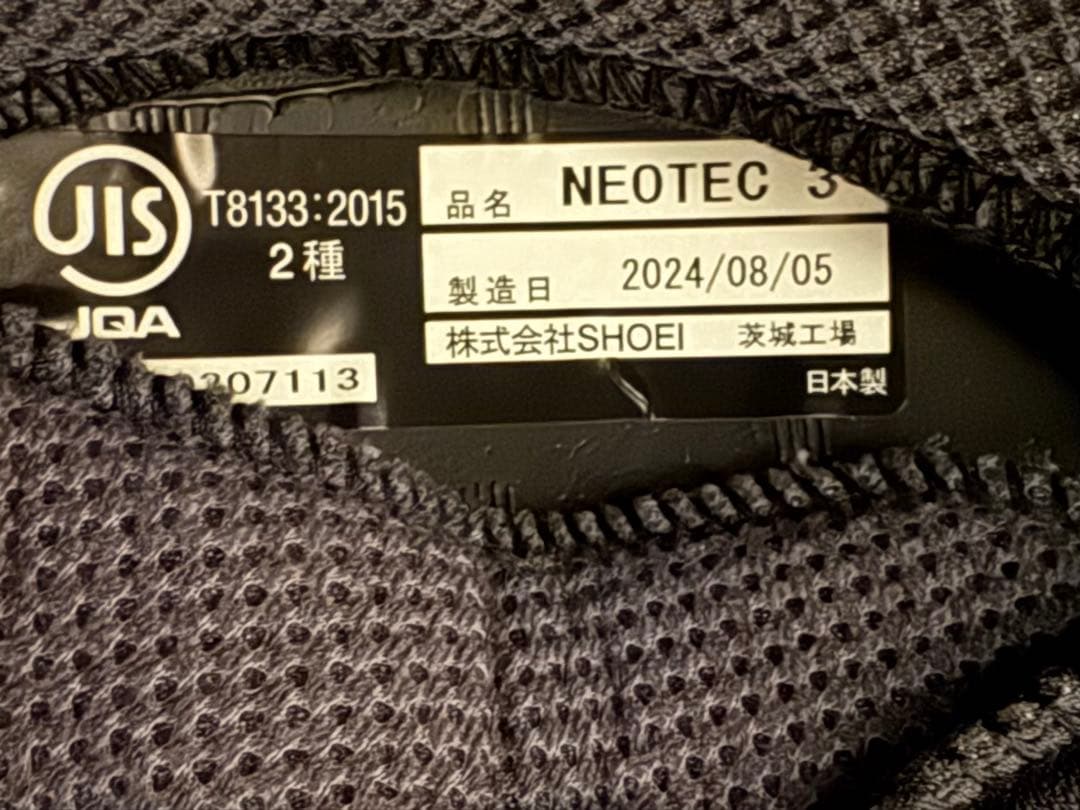 JIS
JQA
T8133:2015
2種
品名 NEOTEC 3
製造日 2024/08/05
株式会社SHOEI 茨城工場
日本製
207113